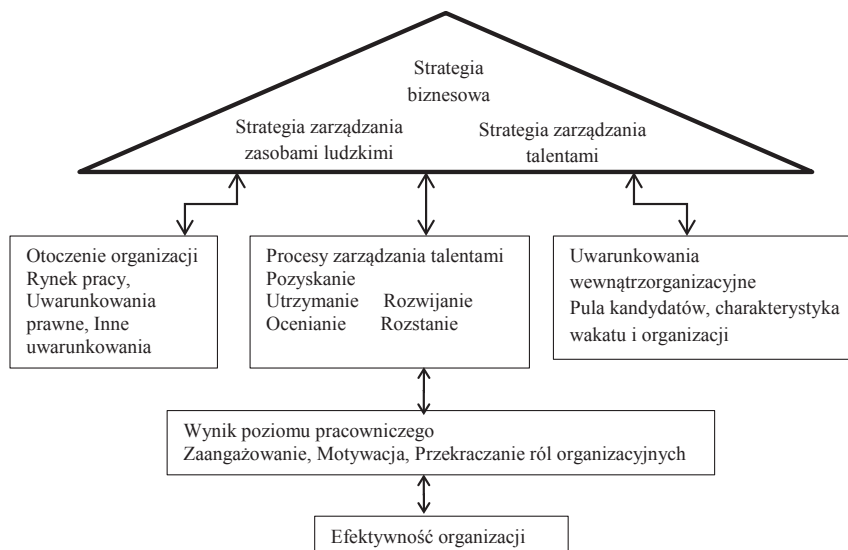 Strategia
biznesowa
Strategia zarządzania
zasobami ludzkimi
Strategia zarządzania
talentami
Otoczenie organizacji
Rynek pracy,
Uwarunkowania
prawne, Inne
uwarunkowania
Procesy zarządzania talentami
Pozyskanie
Utrzymanie Rozwijanie
Ocenianie Rozstanie
Uwarunkowania
wewnątrzorganizacyjne
Pula kandydatów, charakterystyka
wakatu i organizacji
Wynik poziomu pracowniczego
Zaangażowanie, Motywacja, Przekraczanie ról organizacyjnych
Efektywność organizacji